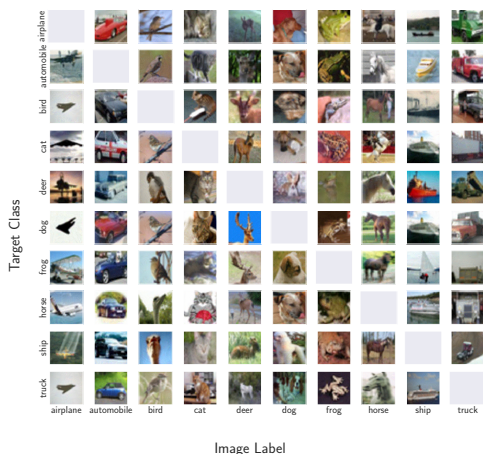 airplane
automobile
bird
cat
deer
dog
frog
horse
ship
truck
Target Class
airplane automobile bird cat deer dog frog horse ship truck
Image Label